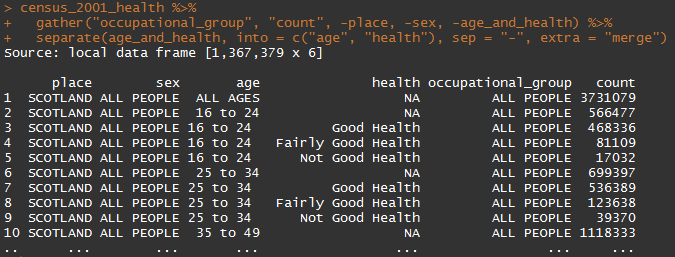 > census_2001_health %>%
+   gather("occupational_group", "count", -place, -sex, -age_and_health) %>%
+   separate(age_and_health, into = c("age", "health"), sep = "-", extra = "merge")
Source: local data frame [1,367,379 x 6]
place sex age health occupational_group count
1 SCOTLAND ALL PEOPLE ALL AGES NA ALL PEOPLE 3731079
2 SCOTLAND ALL PEOPLE 16 to 24 NA ALL PEOPLE 566477
3 SCOTLAND ALL PEOPLE 16 to 24 Good Health ALL PEOPLE 468336
4 SCOTLAND ALL PEOPLE 16 to 24 Fairly Good Health ALL PEOPLE 81109
5 SCOTLAND ALL PEOPLE 16 to 24 Not Good Health ALL PEOPLE 17032
6 SCOTLAND ALL PEOPLE 25 to 34 NA ALL PEOPLE 699397
7 SCOTLAND ALL PEOPLE 25 to 34 Good Health ALL PEOPLE 536389
8 SCOTLAND ALL PEOPLE 25 to 34 Fairly Good Health ALL PEOPLE 123638
9 SCOTLAND ALL PEOPLE 25 to 34 Not Good Health ALL PEOPLE 39370
10 SCOTLAND ALL PEOPLE 35 to 49 NA ALL PEOPLE 1118333
.. ... ... ... ... ... ...